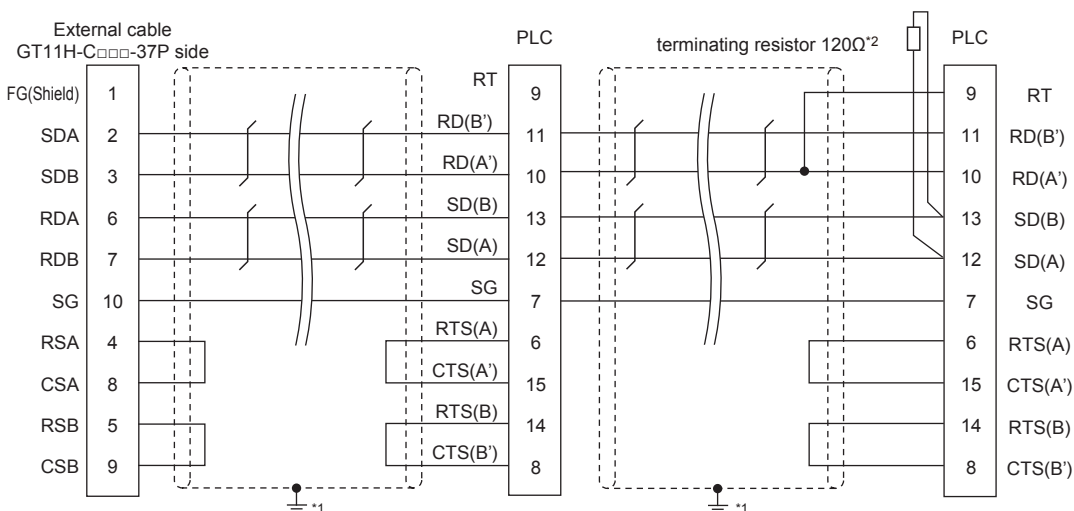 External cable
GT11H-C□□□-37P side
PLC
terminating resistor 120Ω*2
PLC
FG(Shield) 1 RT 9 9 RT
SDA 2 RD(B') 11 11 RD(B')
SDB 3 RD(A') 10 10 RD(A')
RDA 6 SD(B) 13 13 SD(B)
RDB 7 SD(A) 12 12 SD(A)
SG 10 SG 7 7 SG
RSA 4 RTS(A) 6 6 RTS(A)
CSA 8 CTS(A') 15 15 CTS(A')
RSB 5 RTS(B) 14 14 RTS(B)
CSB 9 CTS(B') 8 8 CTS(B')
*1 *1